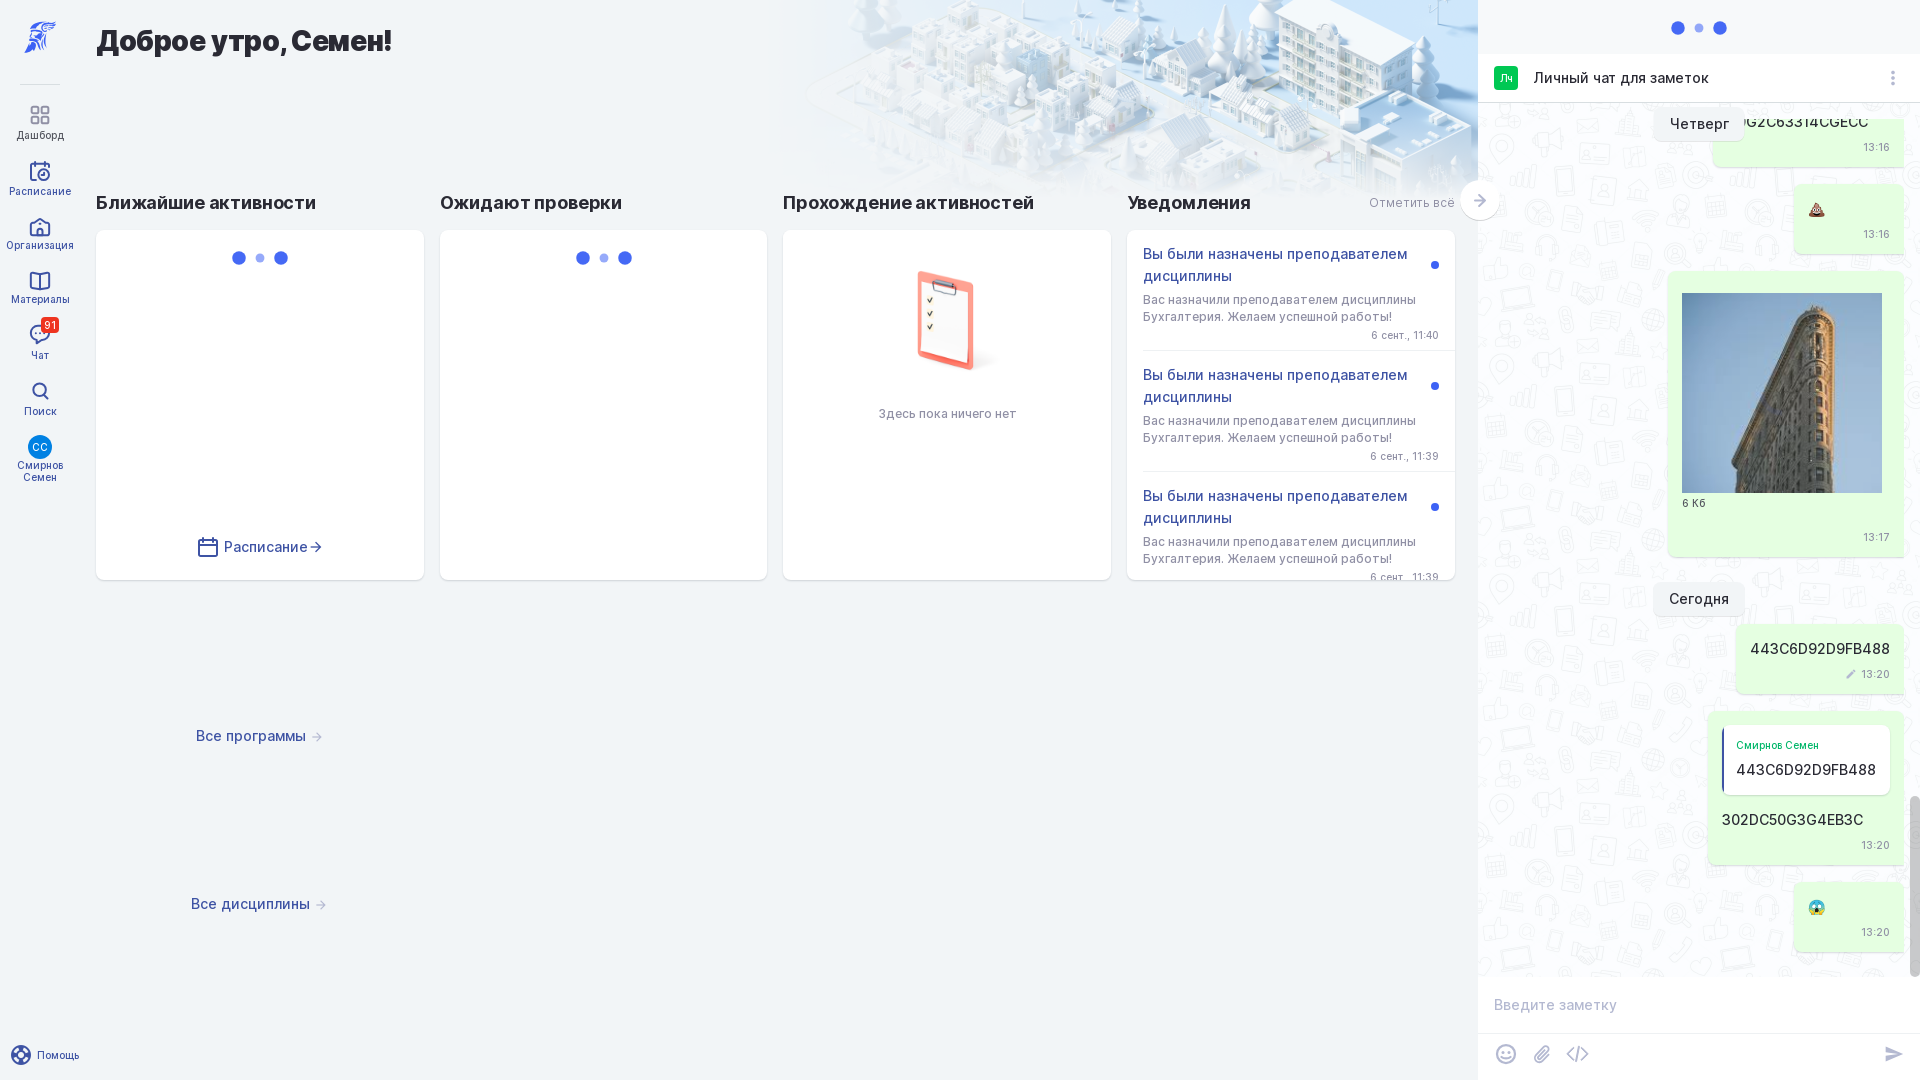 Доброе утро, Семен!
Дашборд
Расписание
Организация
Материалы
91
Чат
Поиск
СС
Смирнов
Семен
Помощь
Ближайшие активности
Расписание
Ожидают проверки
Прохождение активностей
Здесь пока ничего нет
Уведомления
Отметить всё
Вы были назначены преподавателем
дисциплины
Вас назначили преподавателем дисциплины
Бухгалтерия. Желаем успешной работы!
6 сент., 11:40
Вы были назначены преподавателем
дисциплины
Вас назначили преподавателем дисциплины
Бухгалтерия. Желаем успешной работы!
6 сент., 11:39
Вы были назначены преподавателем
дисциплины
Вас назначили преподавателем дисциплины
Бухгалтерия. Желаем успешной работы!
6 сент., 11:39
Все программы
Все дисциплины
Лч
Личный чат для заметок
Четверг
13:16
13:16
6 Кб
13:17
Сегодня
443C6D92D9FB488
13:20
Смирнов Семен
443C6D92D9FB488
302DC50G3G4EB3C
13:20
13:20
Введите заметку